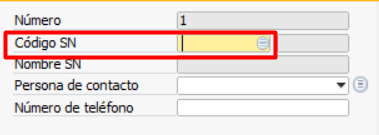 Número 1
Código SN
Nombre SN
Persona de contacto
Número de teléfono